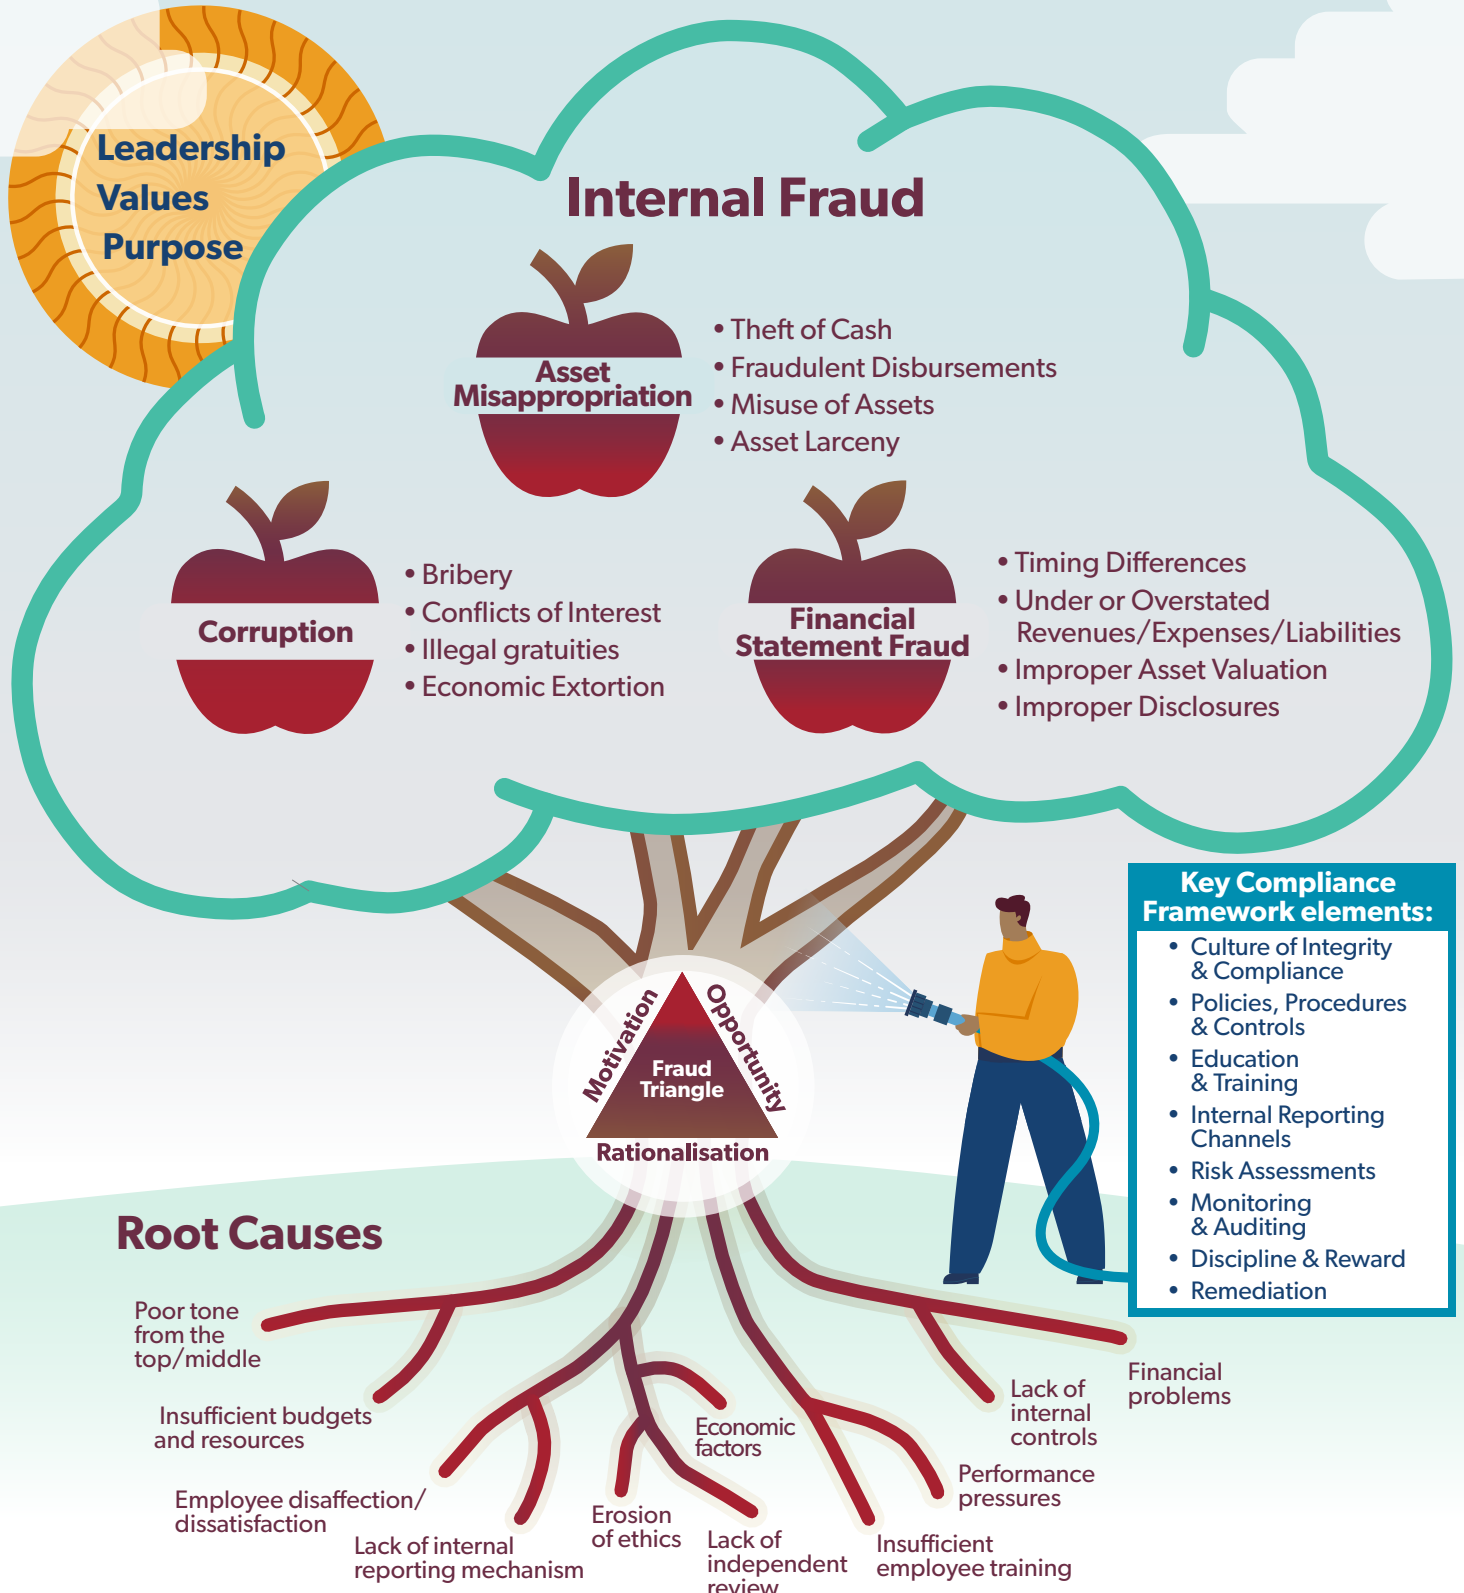 Leadership
Values
Purpose
Internal Fraud
Asset
Misappropriation
• Theft of Cash
• Fraudulent Disbursements
• Misuse of Assets
• Asset Larceny
Corruption
• Bribery
• Conflicts of Interest
• Illegal gratuities
• Economic Extortion
Financial
Statement Fraud
• Timing Differences
• Under or Overstated
Revenues/Expenses/Liabilities
• Improper Asset Valuation
• Improper Disclosures
Key Compliance
Framework elements:
• Culture of Integrity
& Compliance
• Policies, Procedures
& Controls
• Education
& Training
• Internal Reporting
Channels
• Risk Assessments
• Monitoring
& Auditing
• Discipline & Reward
• Remediation
Motivation
Opportunity
Fraud
Triangle
Rationalisation
Root Causes
Poor tone
from the
top/middle
Insufficient budgets
and resources
Employee disaffection/
dissatisfaction
Lack of internal
reporting mechanism
Erosion
of ethics
Economic
factors
Lack of
independent
review
Insufficient
employee training
Performance
pressures
Lack of
internal
controls
Financial
problems